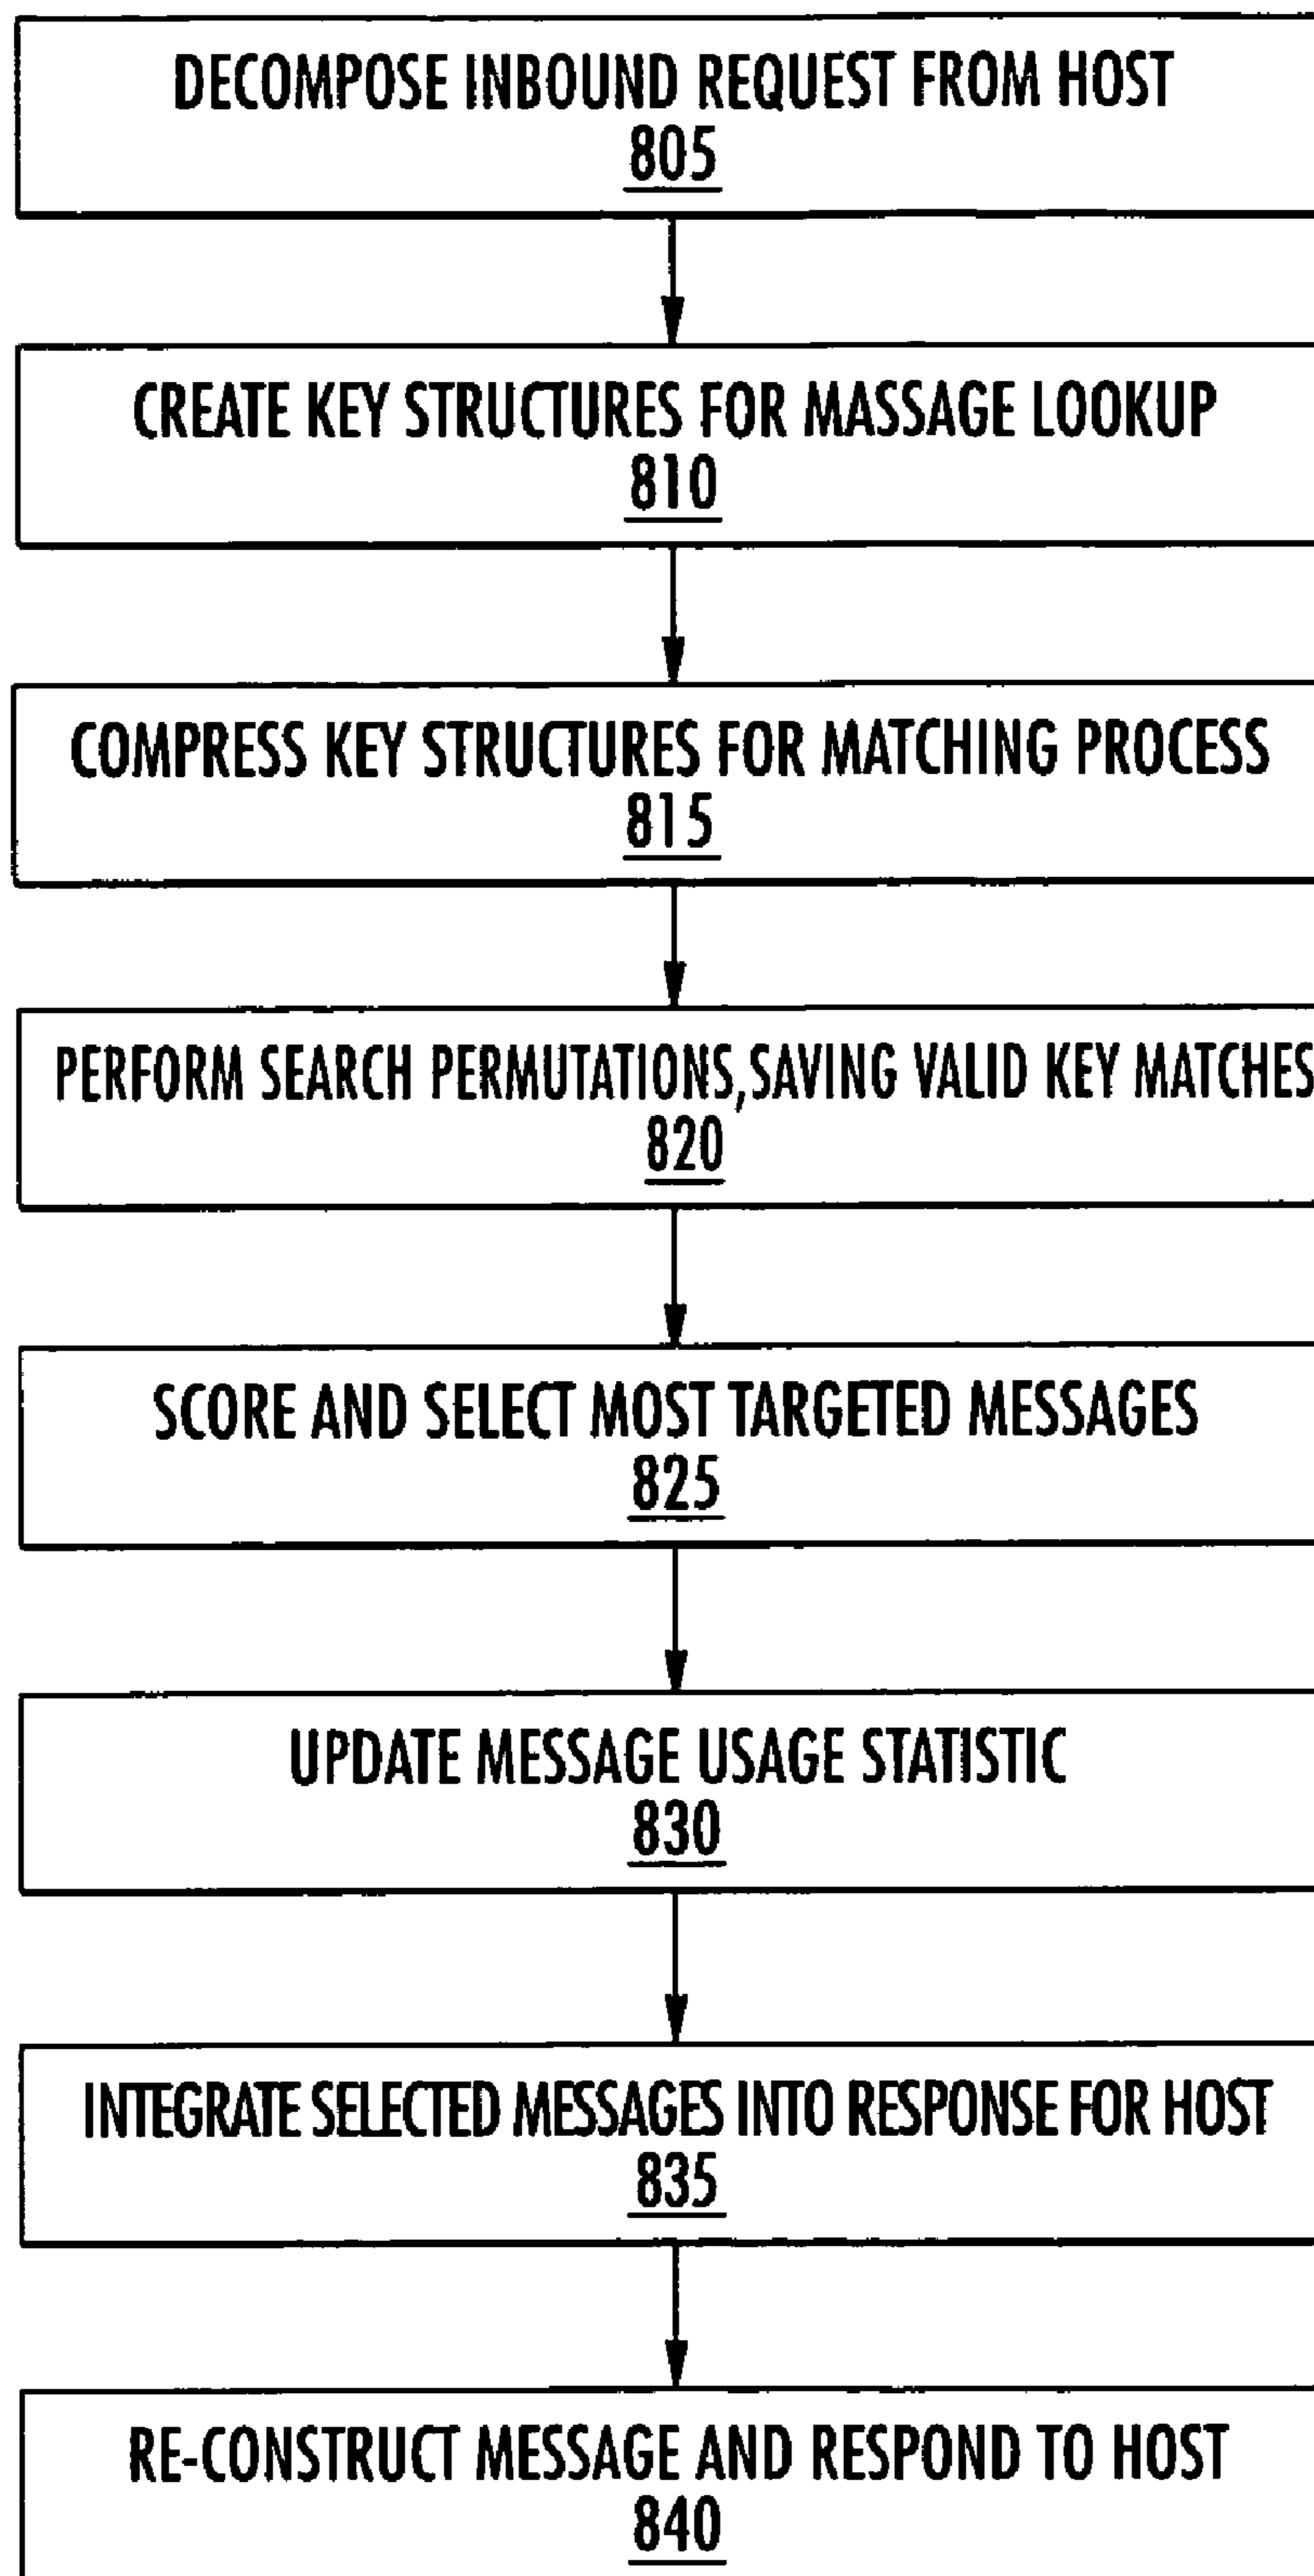 DECOMPOSE INBOUND REQUEST FROM HOST
805
CREATE KEY STRUCTURES FOR MASSAGE LOOKUP
810
COMPRESS KEY STRUCTURES FOR MATCHING PROCESS
815
PERFORM SEARCH PERMUTATIONS,SAVING VALID KEY MATCHES
820
SCORE AND SELECT MOST TARGETED MESSAGES
825
UPDATE MESSAGE USAGE STATISTIC
830
INTEGRATE SELECTED MESSAGES INTO RESPONSE FOR HOST
835
RE-CONSTRUCT MESSAGE AND RESPOND TO HOST
840